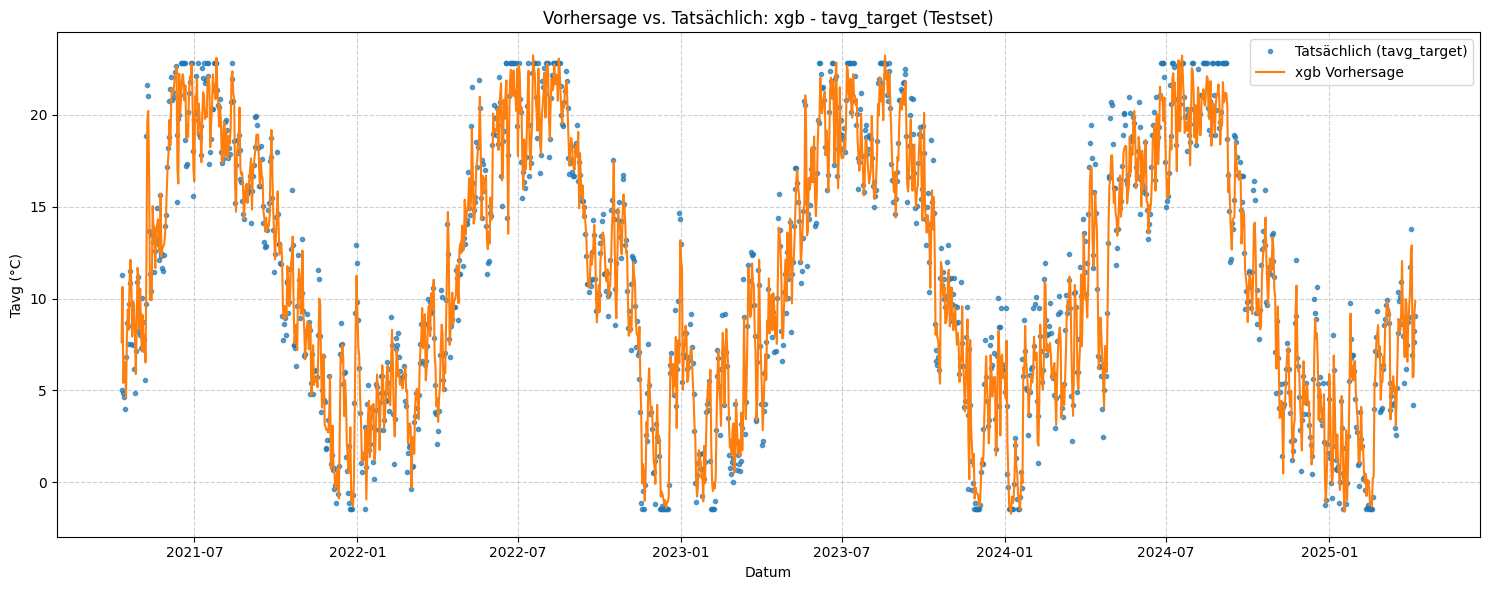 Vorhersage vs. Tatsächlich: xgb - tavg_target (Testset)
Tatsächlich (tavg_target)
xgb Vorhersage
Tavg (°C)
20
15
10
5
0
2021-07
2022-01
2022-07
2023-01
2023-07
2024-01
2024-07
2025-01
Datum